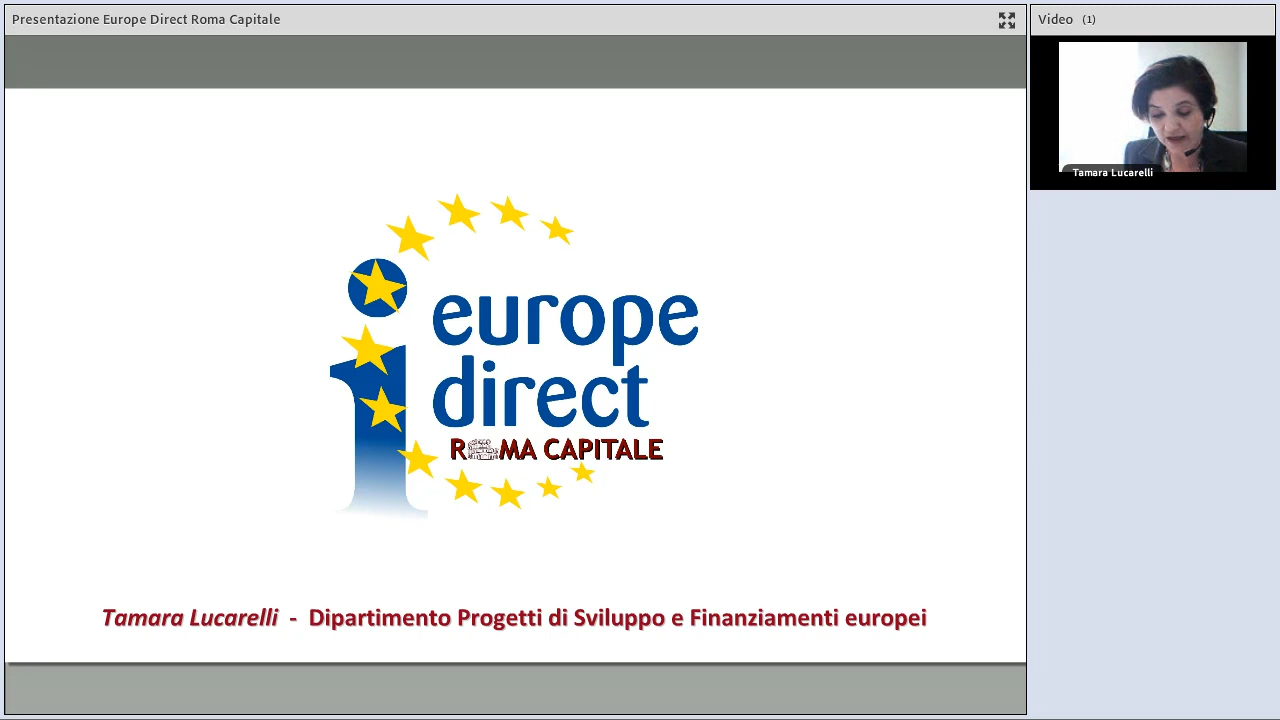 Presentazione Europe Direct Roma Capitale
Video (1)
Tamara Lucarelli
europe
direct
ROMA CAPITALE
Tamara Lucarelli - Dipartimento Progetti di Sviluppo e Finanziamenti europei